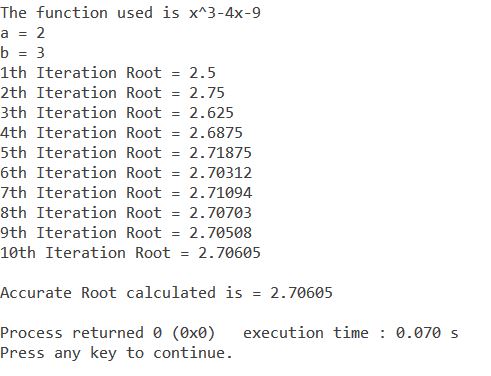 The function used is x^3-4x-9
a = 2
b = 3
1th Iteration Root = 2.5
2th Iteration Root = 2.75
3th Iteration Root = 2.625
4th Iteration Root = 2.6875
5th Iteration Root = 2.71875
6th Iteration Root = 2.70312
7th Iteration Root = 2.71094
8th Iteration Root = 2.70703
9th Iteration Root = 2.70508
10th Iteration Root = 2.70605
Accurate Root calculated is = 2.70605
Process returned 0 (0x0)   execution time : 0.070 s
Press any key to continue.